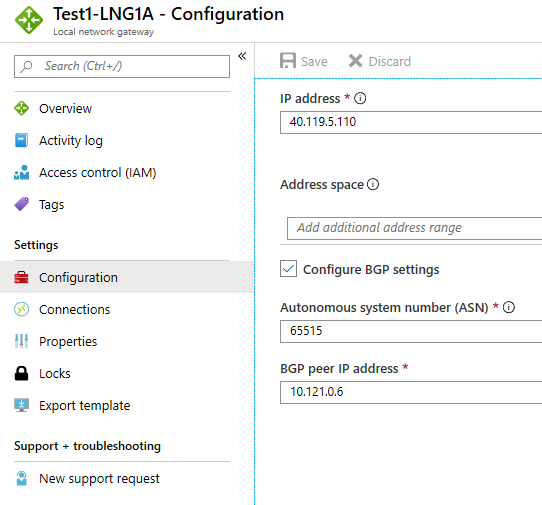 Test1-LNG1A - Configuration
Local network gateway
Search (Ctrl+/)
«
Overview
Activity log
Access control (IAM)
Tags
Settings
Configuration
Connections
Properties
Locks
Export template
Support + troubleshooting
New support request
Save
Discard
IP address *
40.119.5.110
Address space
Add additional address range
Configure BGP settings
Autonomous system number (ASN) *
65515
BGP peer IP address *
10.121.0.6